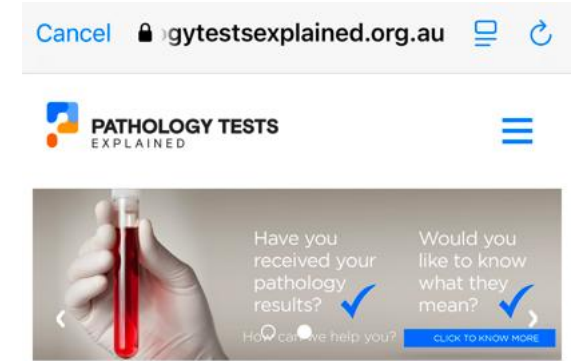 Cancel gytestsexplained.org.au
PATHOLOGY TESTS
EXPLAINED
Have you
received your
pathology
results?
How can we help you?
Would you
like to know
what they
mean?
CLICK TO KNOW MORE